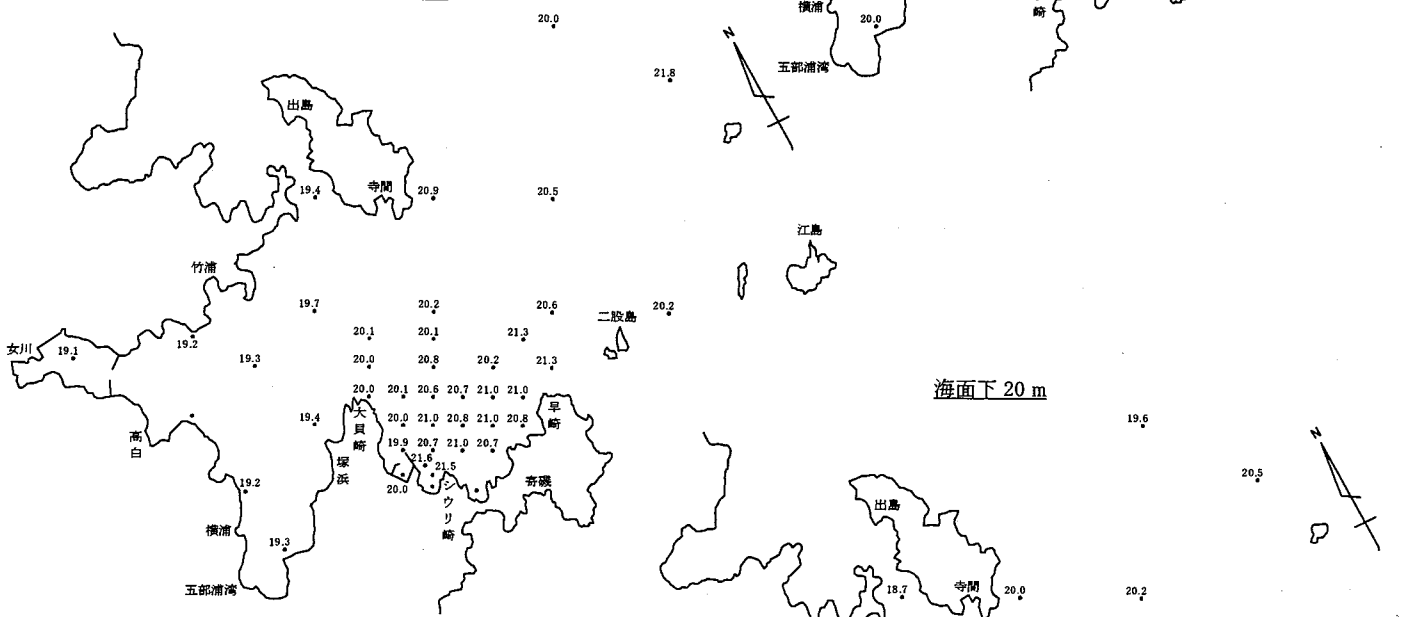 20.0
横浦
20.0
崎
N
五部浦湾
21.8
出島
寺間
19.4
20.9
20.5
江島
竹浦
19.7
20.2
20.6
20.2
二股島
19.2
20.1
20.1
21.3
女川
19.1
19.3
20.0
20.8
20.2
21.3
20.0
20.1
20.6
20.7
21.0
21.0
海面下 20 m
19.4
大貝崎
20.0
21.0
20.8
21.0
20.8
早崎
19.6
高白
19.9
20.7
21.0
20.7
N
塚浜
21.6
21.5
20.5
19.2
20.0
シウリ崎
寄磯
出島
横浦
19.3
五部浦湾
18.7
寺間
20.0
20.2